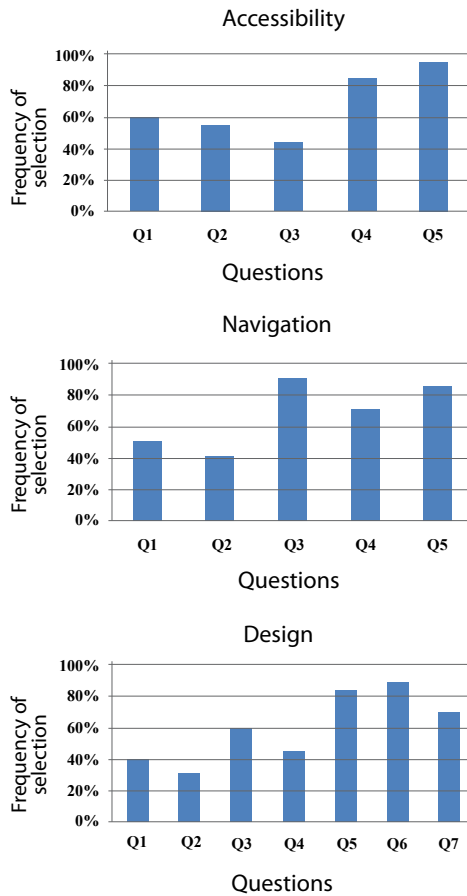 Accessibility
Frequency of
selection
100%
80%
60%
40%
20%
0%
Q1 Q2 Q3 Q4 Q5
Questions
Navigation
Frequency of
selection
100%
80%
60%
40%
20%
0%
Q1 Q2 Q3 Q4 Q5
Questions
Design
Frequency of
selection
100%
80%
60%
40%
20%
0%
Q1 Q2 Q3 Q4 Q5 Q6 Q7
Questions